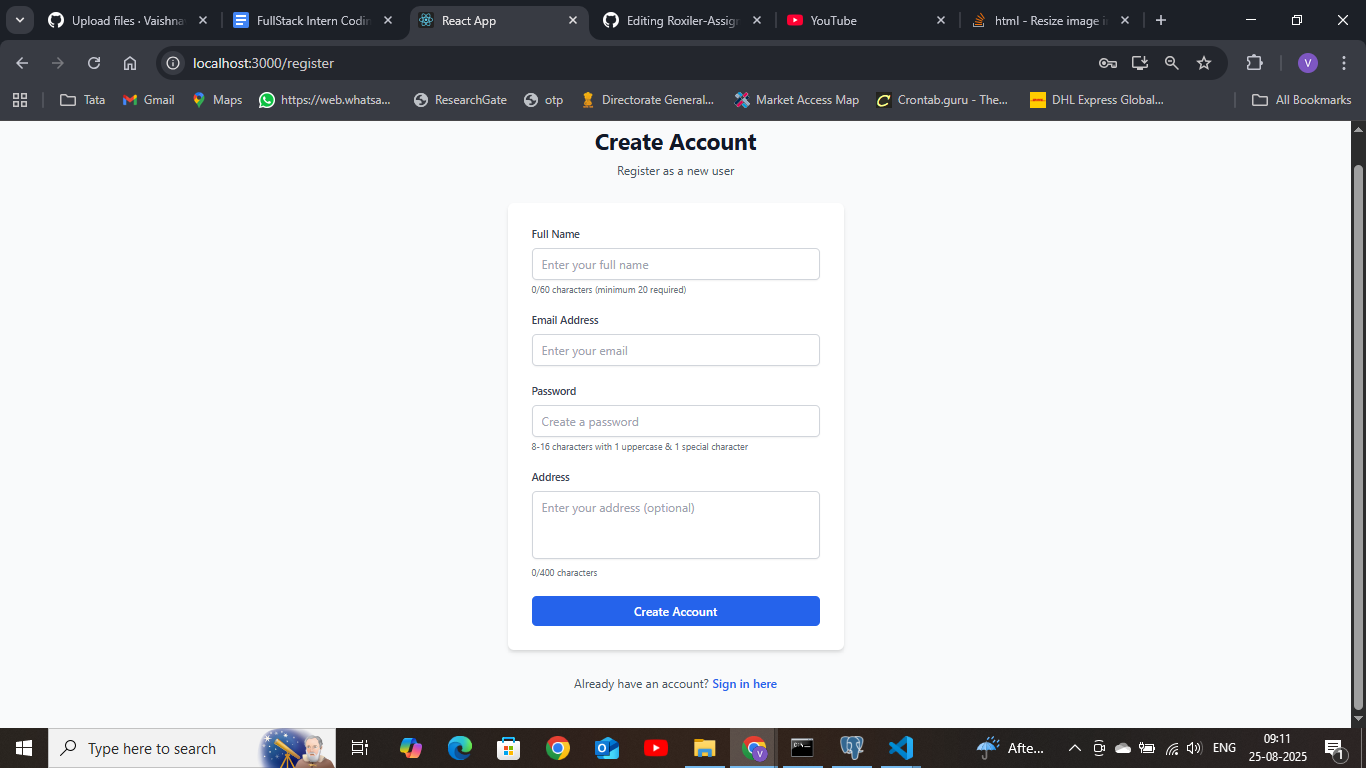 Upload files · Vaishna
FullStack Intern Codin
React App
Editing Roxiler-Assign
YouTube
html - Resize image i
localhost:3000/register
Tata
Gmail
Maps
https://web.whatsa...
ResearchGate
otp
Directorate General...
Market Access Map
Crontab.guru - The...
DHL Express Global...
All Bookmarks
V
Create Account
Register as a new user
Full Name
Enter your full name
0/60 characters (minimum 20 required)
Email Address
Enter your email
Password
Create a password
8-16 characters with 1 uppercase & 1 special character
Address
Enter your address (optional)
0/400 characters
Create Account
Already have an account? Sign in here
Type here to search
V
Afte...
ENG
09:11
25-08-2025
1